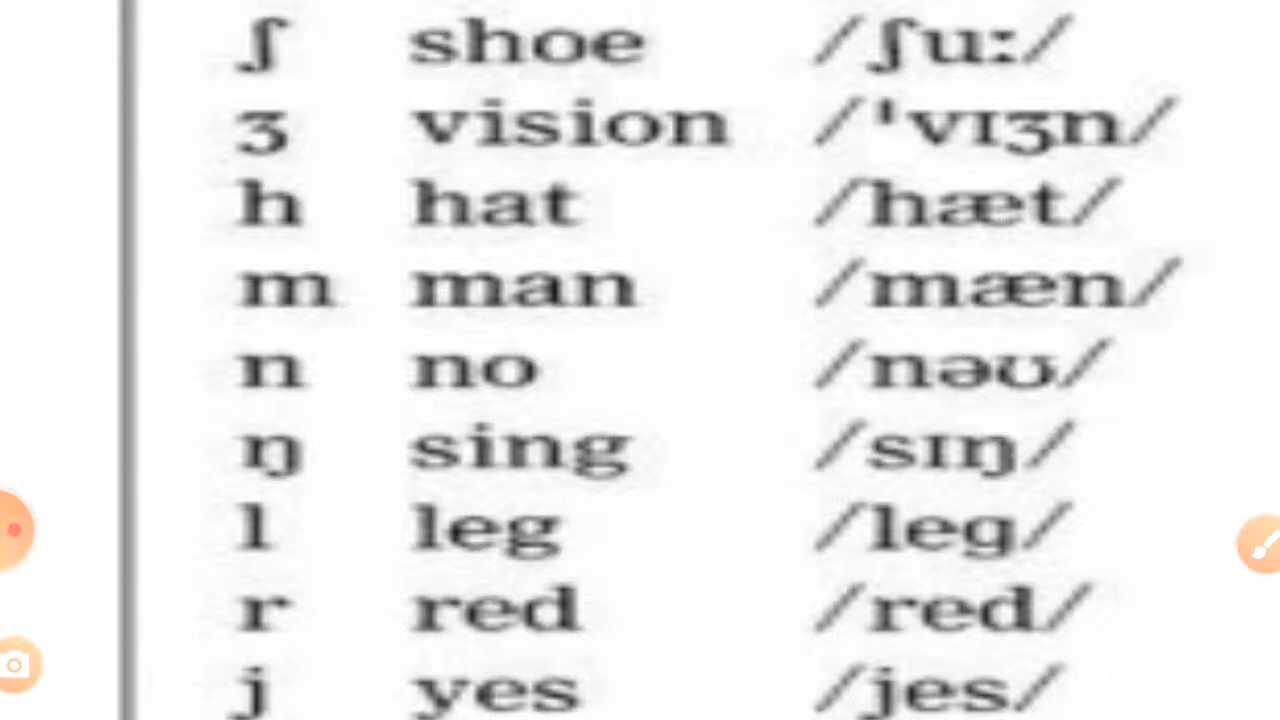 ʃ shoe /ʃuː/
ʒ vision /ˈvɪʒn/
h hat /hæt/
m man /mæn/
n no /nəʊ/
ŋ sing /sɪŋ/
l leg /leg/
r red /red/
j yes /jes/